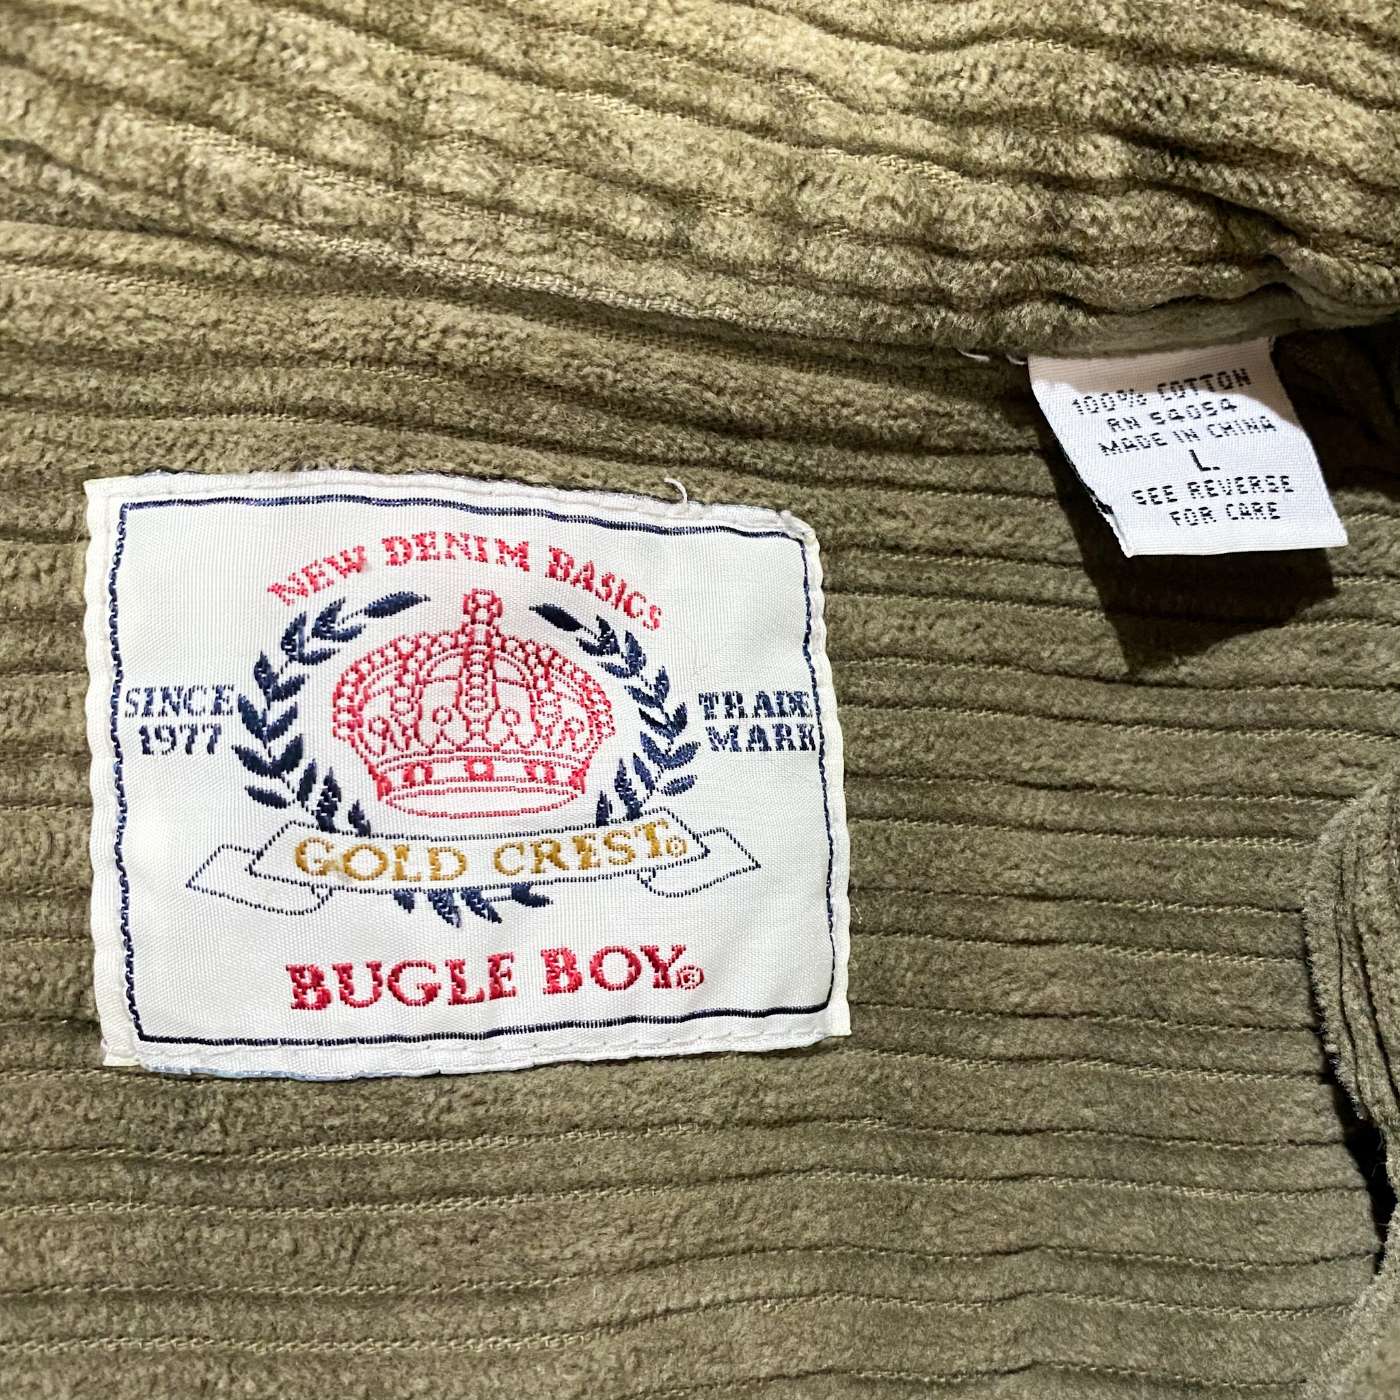 100% COTTON
RN 54054
MADE IN CHINA
L.
SEE REVERSE
FOR CARE
NEW DENIM BASICS
SINCE
1977
TRADE
MARK
GOLD CREST©
BUGLE BOY®